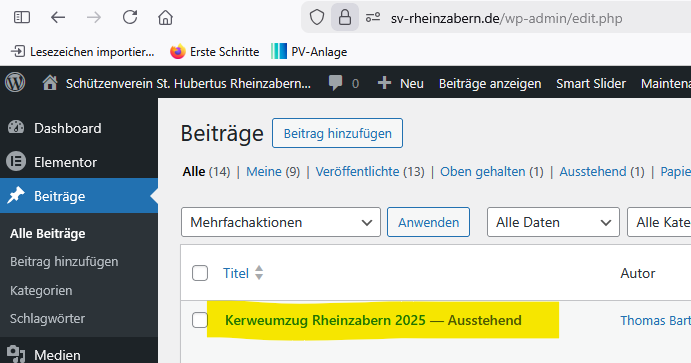 sv-rheinzabern.de/wp-admin/edit.php
Lesezeichen importier... Erste Schritte PV-Anlage
Schützenverein St. Hubertus Rheinzabern... 0 + Neu Beiträge anzeigen Smart Slider Maintena
Dashboard
Elementor
Beiträge
Alle Beiträge
Beitrag hinzufügen
Kategorien
Schlagwörter
Medien
Beiträge Beitrag hinzufügen
Alle (14) | Meine (9) | Veröffentlichte (13) | Oben gehalten (1) | Ausstehend (1) | Papie
Mehrfachaktionen Anwenden Alle Daten Alle Kate
Titel Autor
Kerweumzug Rheinzabern 2025 — Ausstehend Thomas Bart